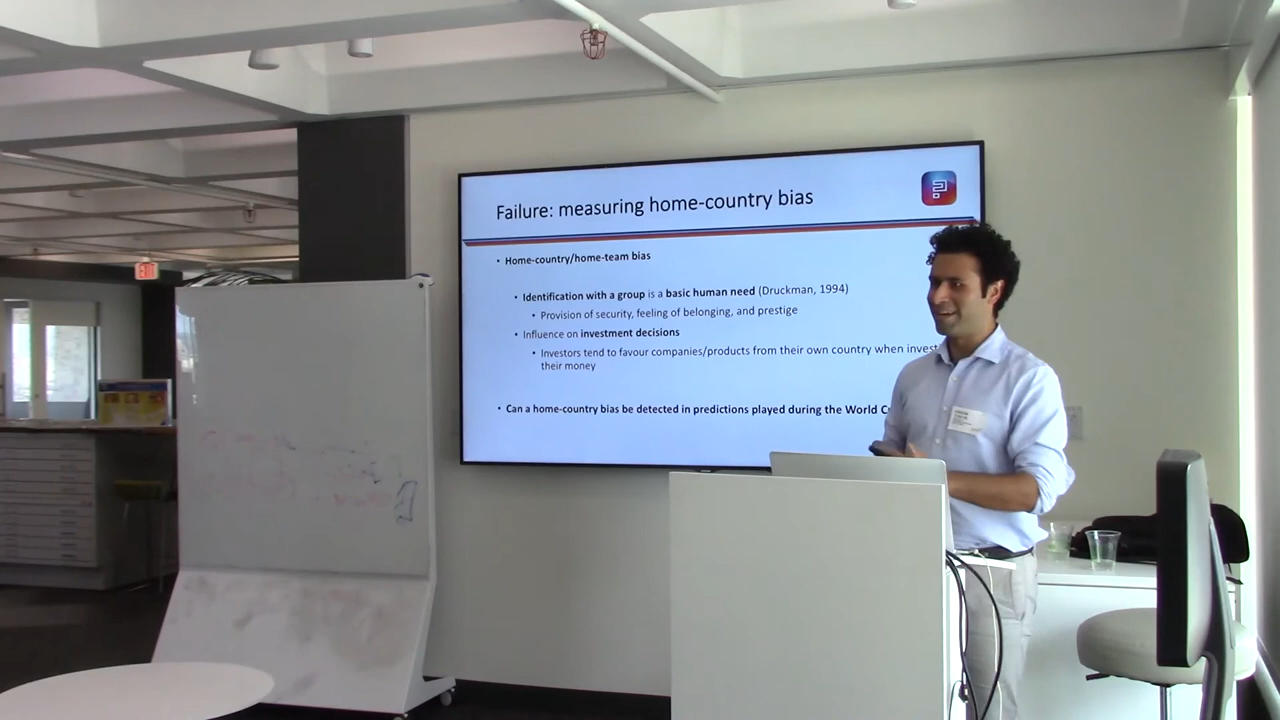 Failure: measuring home-country bias
• Home-country/home-team bias
• Identification with a group is a basic human need (Druckman, 1994)
• Provision of security, feeling of belonging, and prestige
• Influence on investment decisions
• Investors tend to favour companies/products from their own country when invest
their money
• Can a home-country bias be detected in predictions played during the World C
EXIT